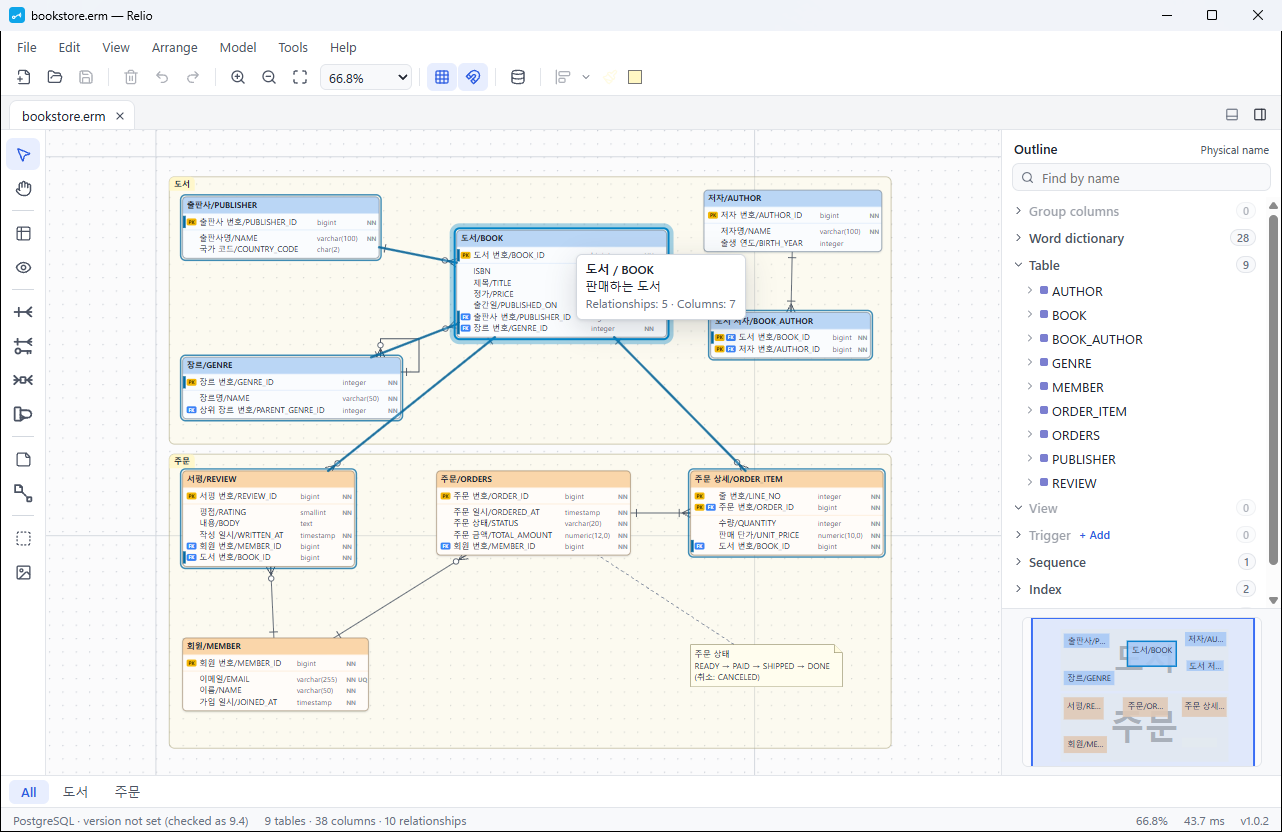 bookstore.erm — Relio
File Edit View Arrange Model Tools Help
66.8%
bookstore.erm
도서
출판사/PUBLISHER
PK 출판사 번호/PUBLISHER_ID bigint NN
출판사명/NAME varchar(100) NN
국가 코드/COUNTRY_CODE char(2)
도서/BOOK
PK 도서 번호/BOOK_ID
ISBN
제목/TITLE
정가/PRICE
출간일/PUBLISHED_ON
FK 출판사 번호/PUBLISHER_ID
FK 장르 번호/GENRE_ID integer NN
도서 / BOOK
판매하는 도서
Relationships: 5 · Columns: 7
저자/AUTHOR
PK 저자 번호/AUTHOR_ID bigint NN
저자명/NAME varchar(100) NN
출생 연도/BIRTH_YEAR integer
도서 저자/BOOK_AUTHOR
PK FK 도서 번호/BOOK_ID bigint NN
PK FK 저자 번호/AUTHOR_ID bigint NN
장르/GENRE
PK 장르 번호/GENRE_ID integer NN
장르명/NAME varchar(50) NN
FK 상위 장르 번호/PARENT_GENRE_ID integer NN
주문
서평/REVIEW
PK 서평 번호/REVIEW_ID bigint NN
평점/RATING smallint NN
내용/BODY text
작성 일시/WRITTEN_AT timestamp NN
FK 회원 번호/MEMBER_ID bigint NN
FK 도서 번호/BOOK_ID bigint NN
주문/ORDERS
PK 주문 번호/ORDER_ID bigint NN
주문 일시/ORDERED_AT timestamp NN
주문 상태/STATUS varchar(20) NN
주문 금액/TOTAL_AMOUNT numeric(12,0) NN
FK 회원 번호/MEMBER_ID bigint NN
주문 상세/ORDER_ITEM
PK 줄 번호/LINE_NO integer NN
PK FK 주문 번호/ORDER_ID bigint NN
수량/QUANTITY integer NN
판매 단가/UNIT_PRICE numeric(10,0) NN
FK 도서 번호/BOOK_ID bigint NN
회원/MEMBER
PK 회원 번호/MEMBER_ID bigint NN
이메일/EMAIL varchar(255) NN UQ
이름/NAME varchar(50) NN
가입 일시/JOINED_AT timestamp NN
주문 상태
READY → PAID → SHIPPED → DONE
(취소: CANCELED)
Outline Physical name
Find by name
Group columns 0
Word dictionary 28
Table 9
AUTHOR
BOOK
BOOK_AUTHOR
GENRE
MEMBER
ORDER_ITEM
ORDERS
PUBLISHER
REVIEW
View 0
Trigger + Add 0
Sequence 1
Index 2
출판사/P...
도서/BOOK
저자/AU...
도서 저...
장르/GENRE
서평/RE...
주문/OR...
주문 상세...
주문
회원/ME...
All 도서 주문
PostgreSQL · version not set (checked as 9.4) 9 tables · 38 columns · 10 relationships 66.8% 43.7 ms v1.0.2